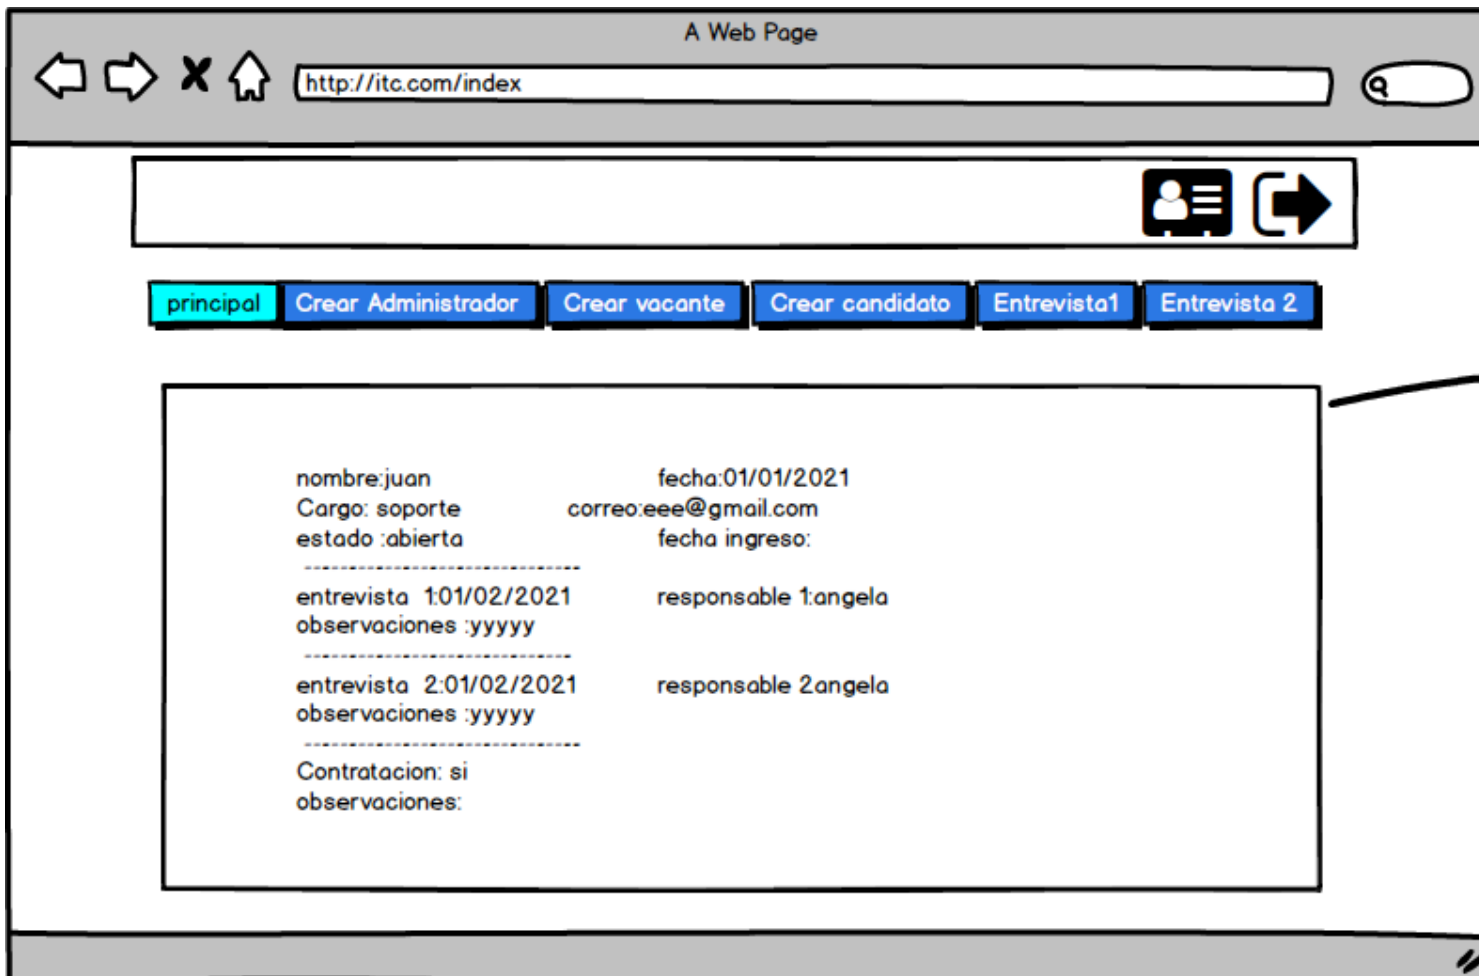 A Web Page
http://itc.com/index
principal Crear Administrador Crear vacante Crear candidato Entrevista1 Entrevista 2
nombre:juan fecha:01/01/2021
Cargo: soporte correo:eee@gmail.com
estado :abierta fecha ingreso:
-------------------------------
entrevista 1:01/02/2021 responsable 1:angela
observaciones :yyyyy
------------------------------
entrevista 2:01/02/2021 responsable 2:angela
observaciones :yyyyy
-------------------------------
Contratacion: si
observaciones: